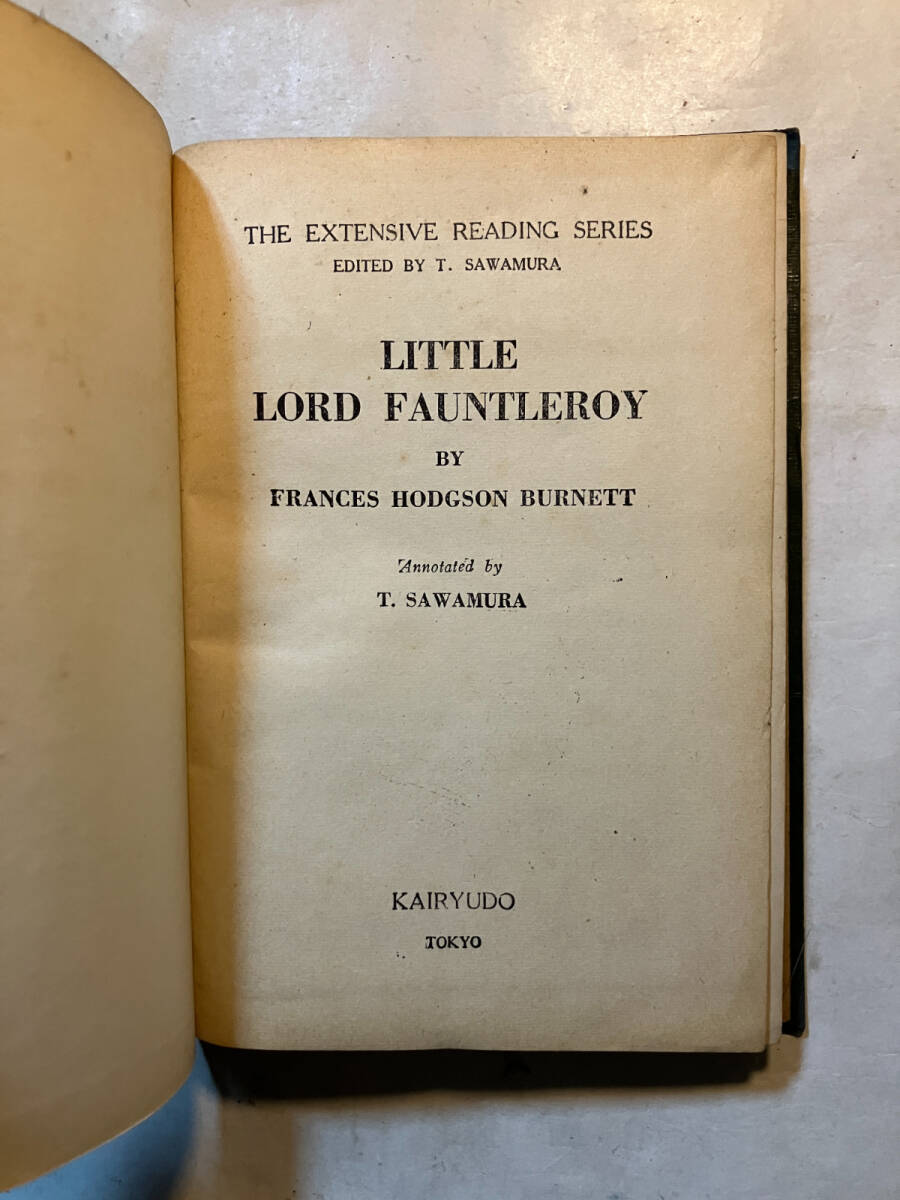 THE EXTENSIVE READING SERIES
EDITED BY T. SAWAMURA
LITTLE
LORD FAUNTLEROY
BY
FRANCES HODGSON BURNETT
Annotated by
T. SAWAMURA
KAIRYUDO
TOKYO